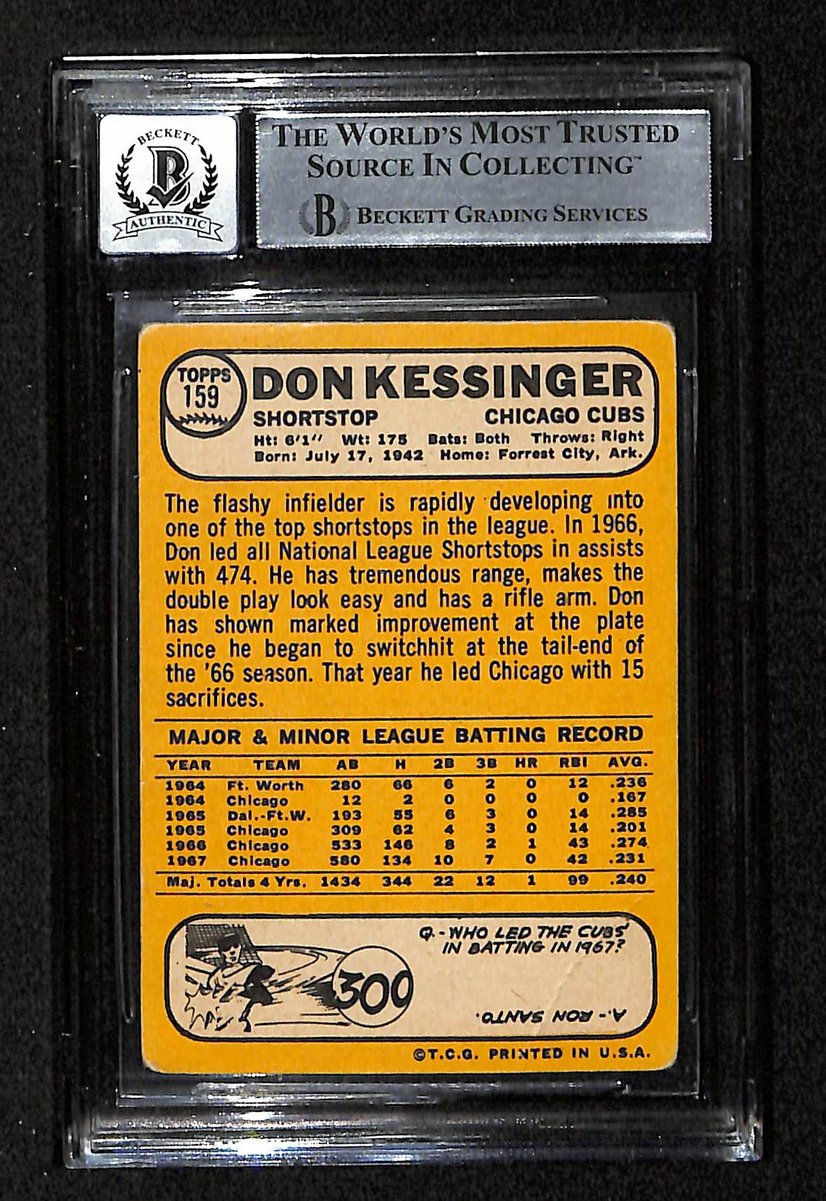 BECKETT
B
AUTHENTIC
THE WORLD'S MOST TRUSTED
SOURCE IN COLLECTING™
B BECKETT GRADING SERVICES
TOPPS
159
DON KESSINGER
SHORTSTOP CHICAGO CUBS
Ht: 6'1" Wt: 175 Bats: Both Throws: Right
Born: July 17, 1942 Home: Forrest City, Ark.
The flashy infielder is rapidly developing into
one of the top shortstops in the league. In 1966,
Don led all National League Shortstops in assists
with 474. He has tremendous range, makes the
double play look easy and has a rifle arm. Don
has shown marked improvement at the plate
since he began to switchhit at the tail-end of
the '66 season. That year he led Chicago with 15
sacrifices.
MAJOR & MINOR LEAGUE BATTING RECORD
YEAR TEAM AB H 2B 3B HR RBI AVG.
1964 Ft. Worth 280 66 6 2 0 12 .236
1964 Chicago 12 2 0 0 0 0 .167
1965 Dal.-Ft.W. 193 55 6 3 0 14 .285
1965 Chicago 309 62 4 3 0 14 .201
1966 Chicago 533 146 8 2 1 43 .274
1967 Chicago 580 134 10 7 0 42 .231
Maj. Totals 4 Yrs. 1434 344 22 12 1 99 .240
Q.-WHO LED THE CUBS'
IN BATTING IN 1967?
300
A.- RON SANTO.
©T.C.G. PRINTED IN U.S.A.